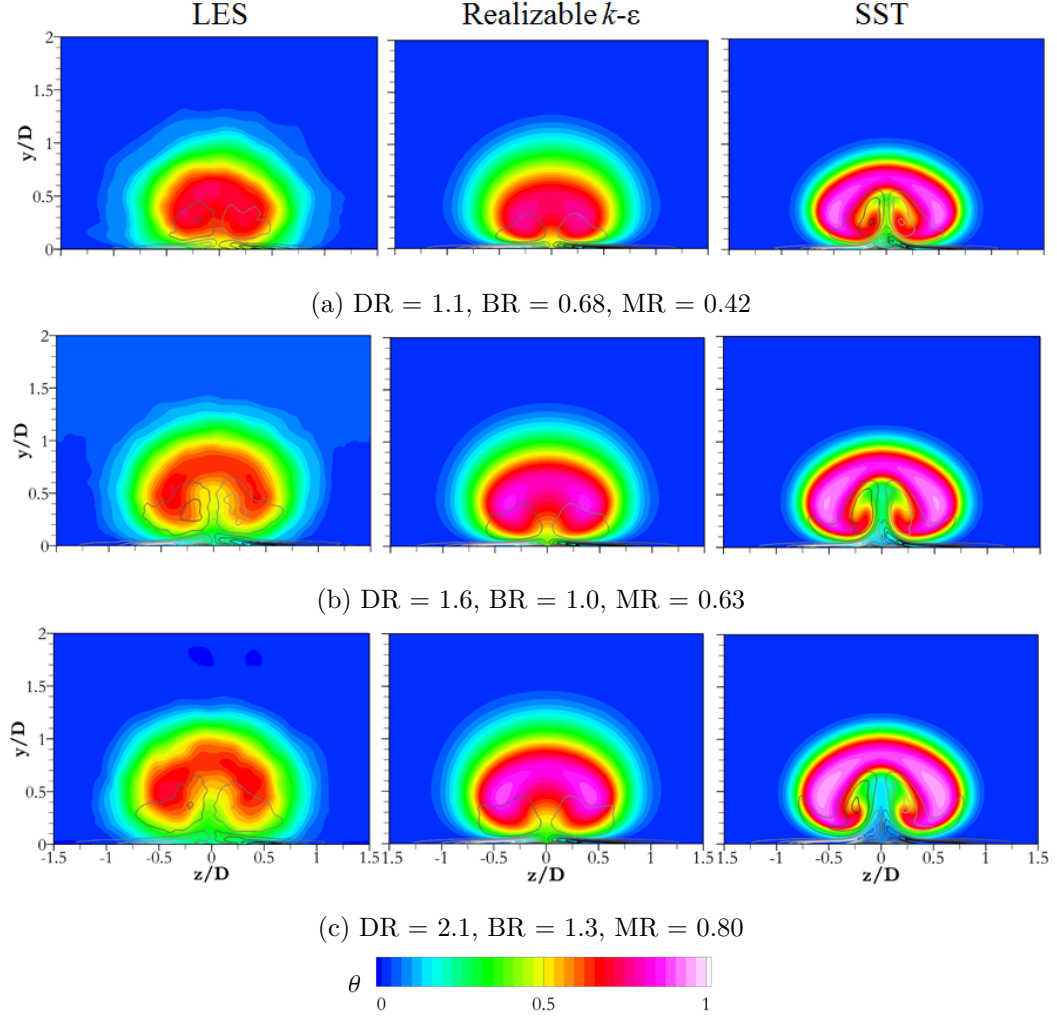 LES Realizable k-ε SST
2
1.5
y/D
1
0.5
0
(a) DR = 1.1, BR = 0.68, MR = 0.42
2
1.5
y/D
1
0.5
0
(b) DR = 1.6, BR = 1.0, MR = 0.63
2
1.5
y/D
1
0.5
0
-1.5 -1 -0.5 0 0.5 1 1.5 -1 -0.5 0 0.5 1 1.5 -1 -0.5 0 0.5 1 1.5
z/D z/D z/D
(c) DR = 2.1, BR = 1.3, MR = 0.80
θ
0 0.5 1